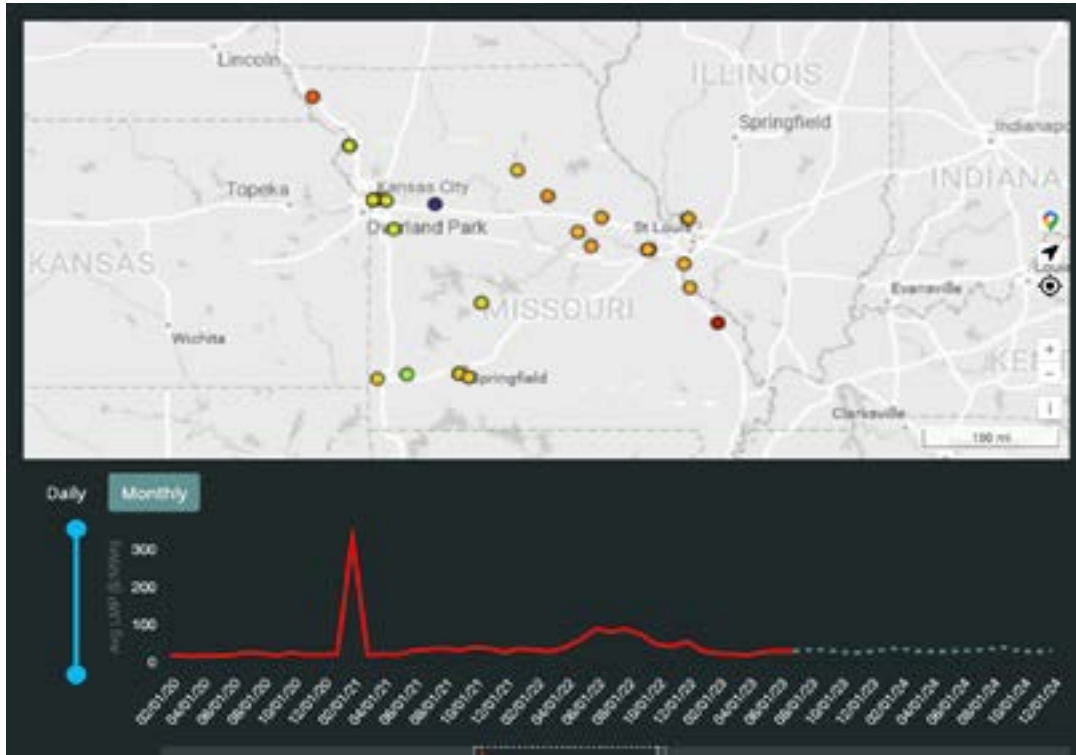 Lincoln
ILLINOIS
Springfield
Indianapo
INDIANA
Topeka
Kansas City
Overland Park
St Louis
KANSAS
Loui
Evansville
MISSOURI
Wichita
KEN
Springfield
Clarksville
100 mi
Daily
Monthly
Avg LMP ($/MWh)
300
200
100
0
02/01/20 04/01/20 06/01/20 08/01/20 10/01/20 12/01/20 02/01/21 04/01/21 06/01/21 08/01/21 10/01/21 12/01/21 02/01/22 04/01/22 06/01/22 08/01/22 10/01/22 12/01/22 02/01/23 04/01/23 06/01/23 08/01/23 10/01/23 12/01/23 02/01/24 04/01/24 06/01/24 08/01/24 10/01/24 12/01/24